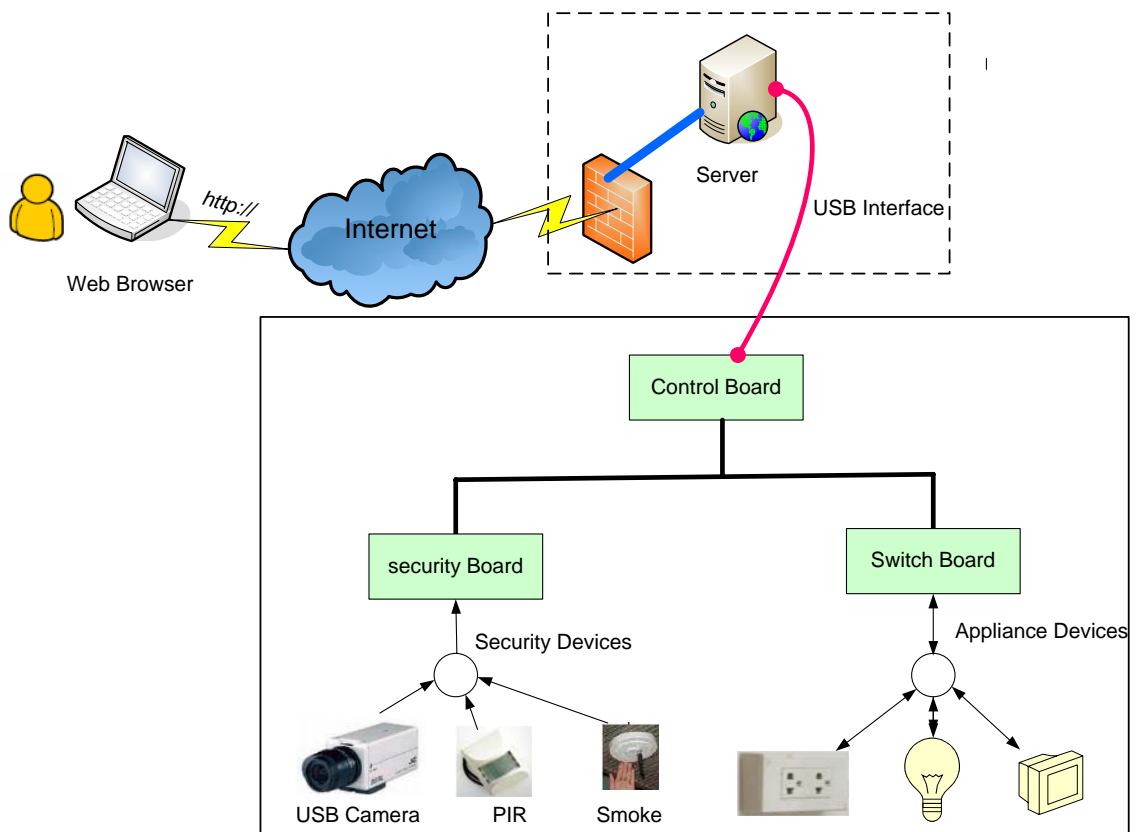 Server
http://
USB Interface
Internet
Web Browser
Control Board
security Board
Switch Board
Security Devices
Appliance Devices
USB Camera
PIR
Smoke